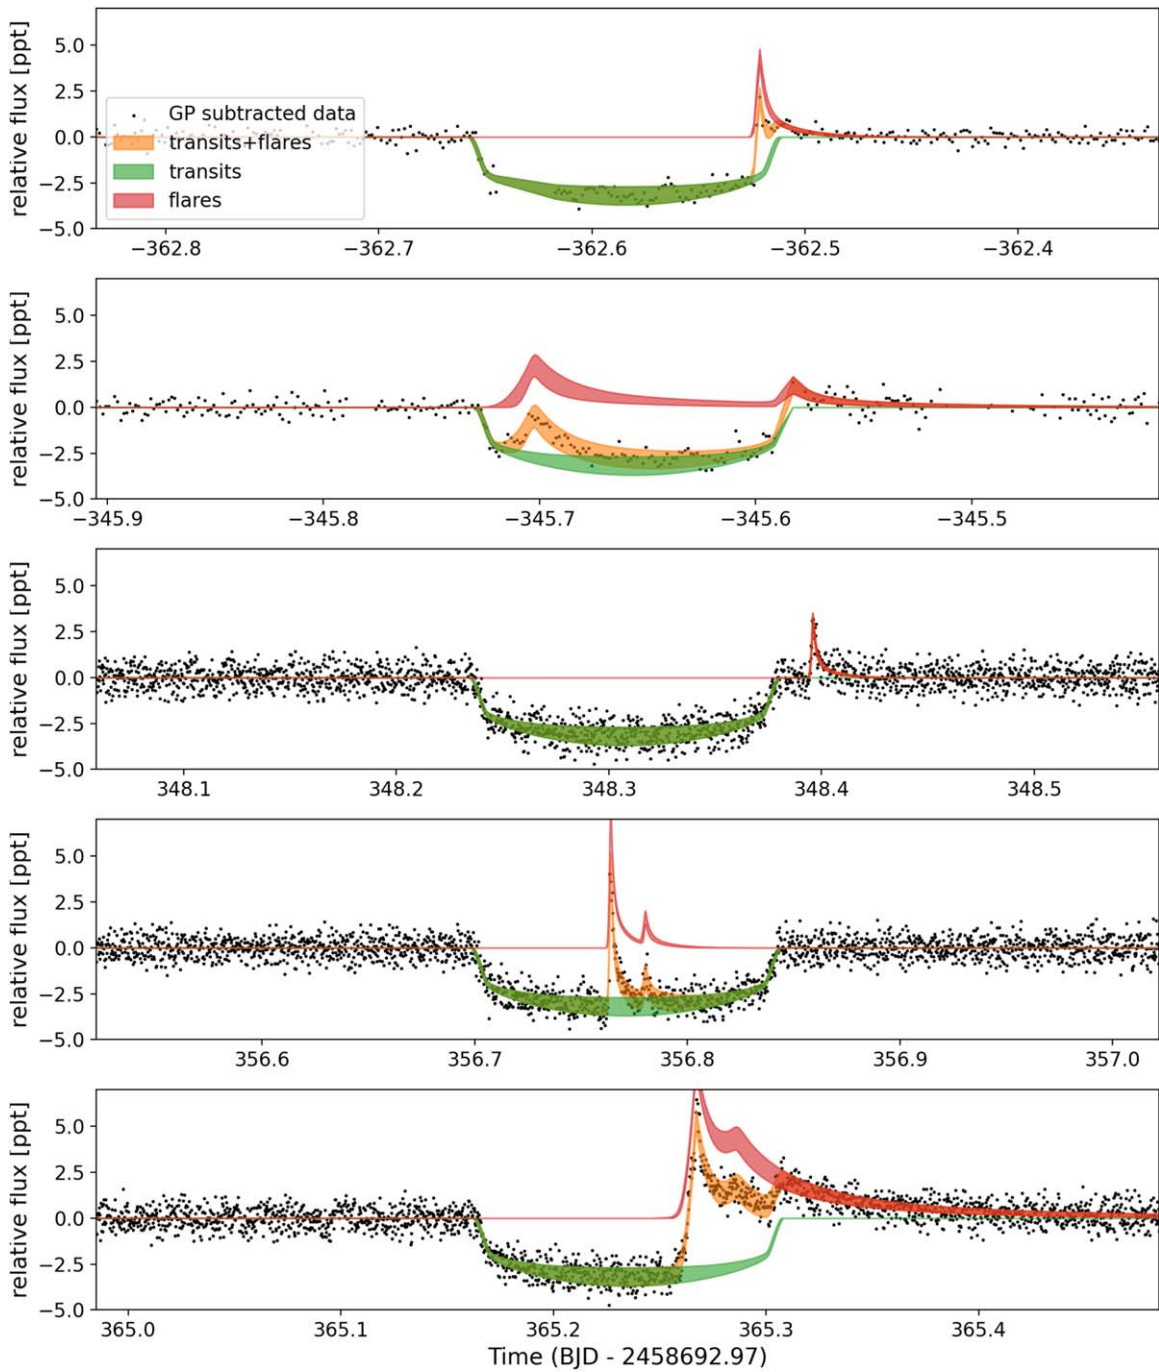 relative flux [ppt]
5.0
2.5
0.0
−2.5
−5.0
GP subtracted data
transits+flares
transits
flares
−362.8 −362.7 −362.6 −362.5 −362.4
relative flux [ppt]
5.0
2.5
0.0
−2.5
−5.0
−345.9 −345.8 −345.7 −345.6 −345.5
relative flux [ppt]
5.0
2.5
0.0
−2.5
−5.0
348.1 348.2 348.3 348.4 348.5
relative flux [ppt]
5.0
2.5
0.0
−2.5
−5.0
356.6 356.7 356.8 356.9 357.0
relative flux [ppt]
5.0
2.5
0.0
−2.5
−5.0
365.0 365.1 365.2 365.3 365.4
Time (BJD - 2458692.97)